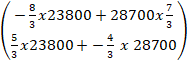 (−8/3 x23800 + 28700x 7/3
5/3 x23800 + −4/3 x 28700)